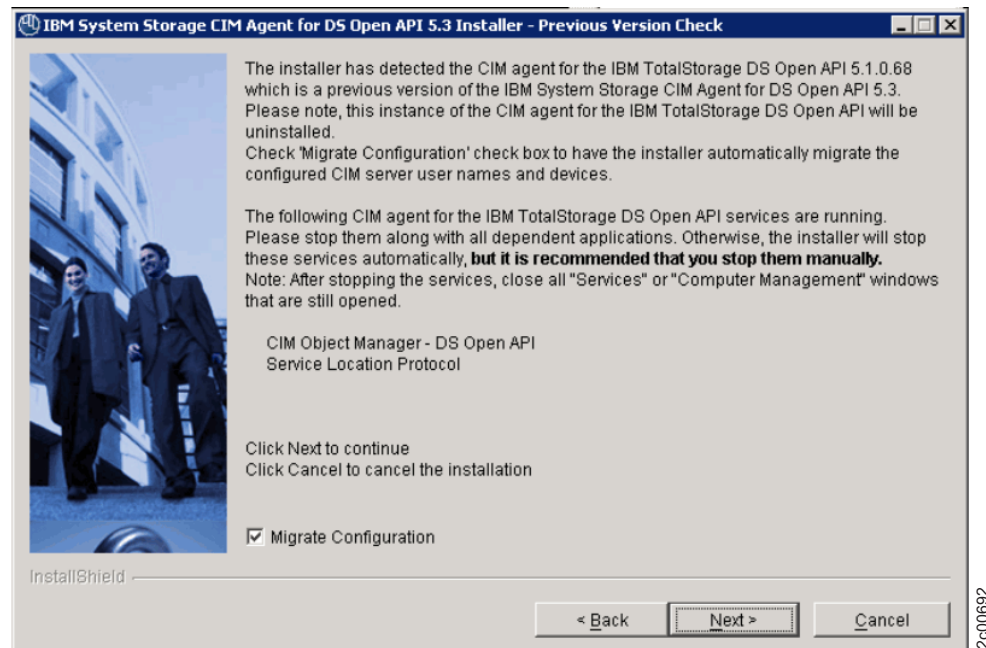 IBM System Storage CIM Agent for DS Open API 5.3 Installer - Previous Version Check
The installer has detected the CIM agent for the IBM TotalStorage DS Open API 5.1.0.68
which is a previous version of the IBM System Storage CIM Agent for DS Open API 5.3.
Please note, this instance of the CIM agent for the IBM TotalStorage DS Open API will be
uninstalled.
Check 'Migrate Configuration' check box to have the installer automatically migrate the
configured CIM server user names and devices.
The following CIM agent for the IBM TotalStorage DS Open API services are running.
Please stop them along with all dependent applications. Otherwise, the installer will stop
these services automatically, but it is recommended that you stop them manually.
Note: After stopping the services, close all "Services" or "Computer Management" windows
that are still opened.
CIM Object Manager - DS Open API
Service Location Protocol
Click Next to continue
Click Cancel to cancel the installation
Migrate Configuration
InstallShield
< Back
Next >
Cancel
2c00692